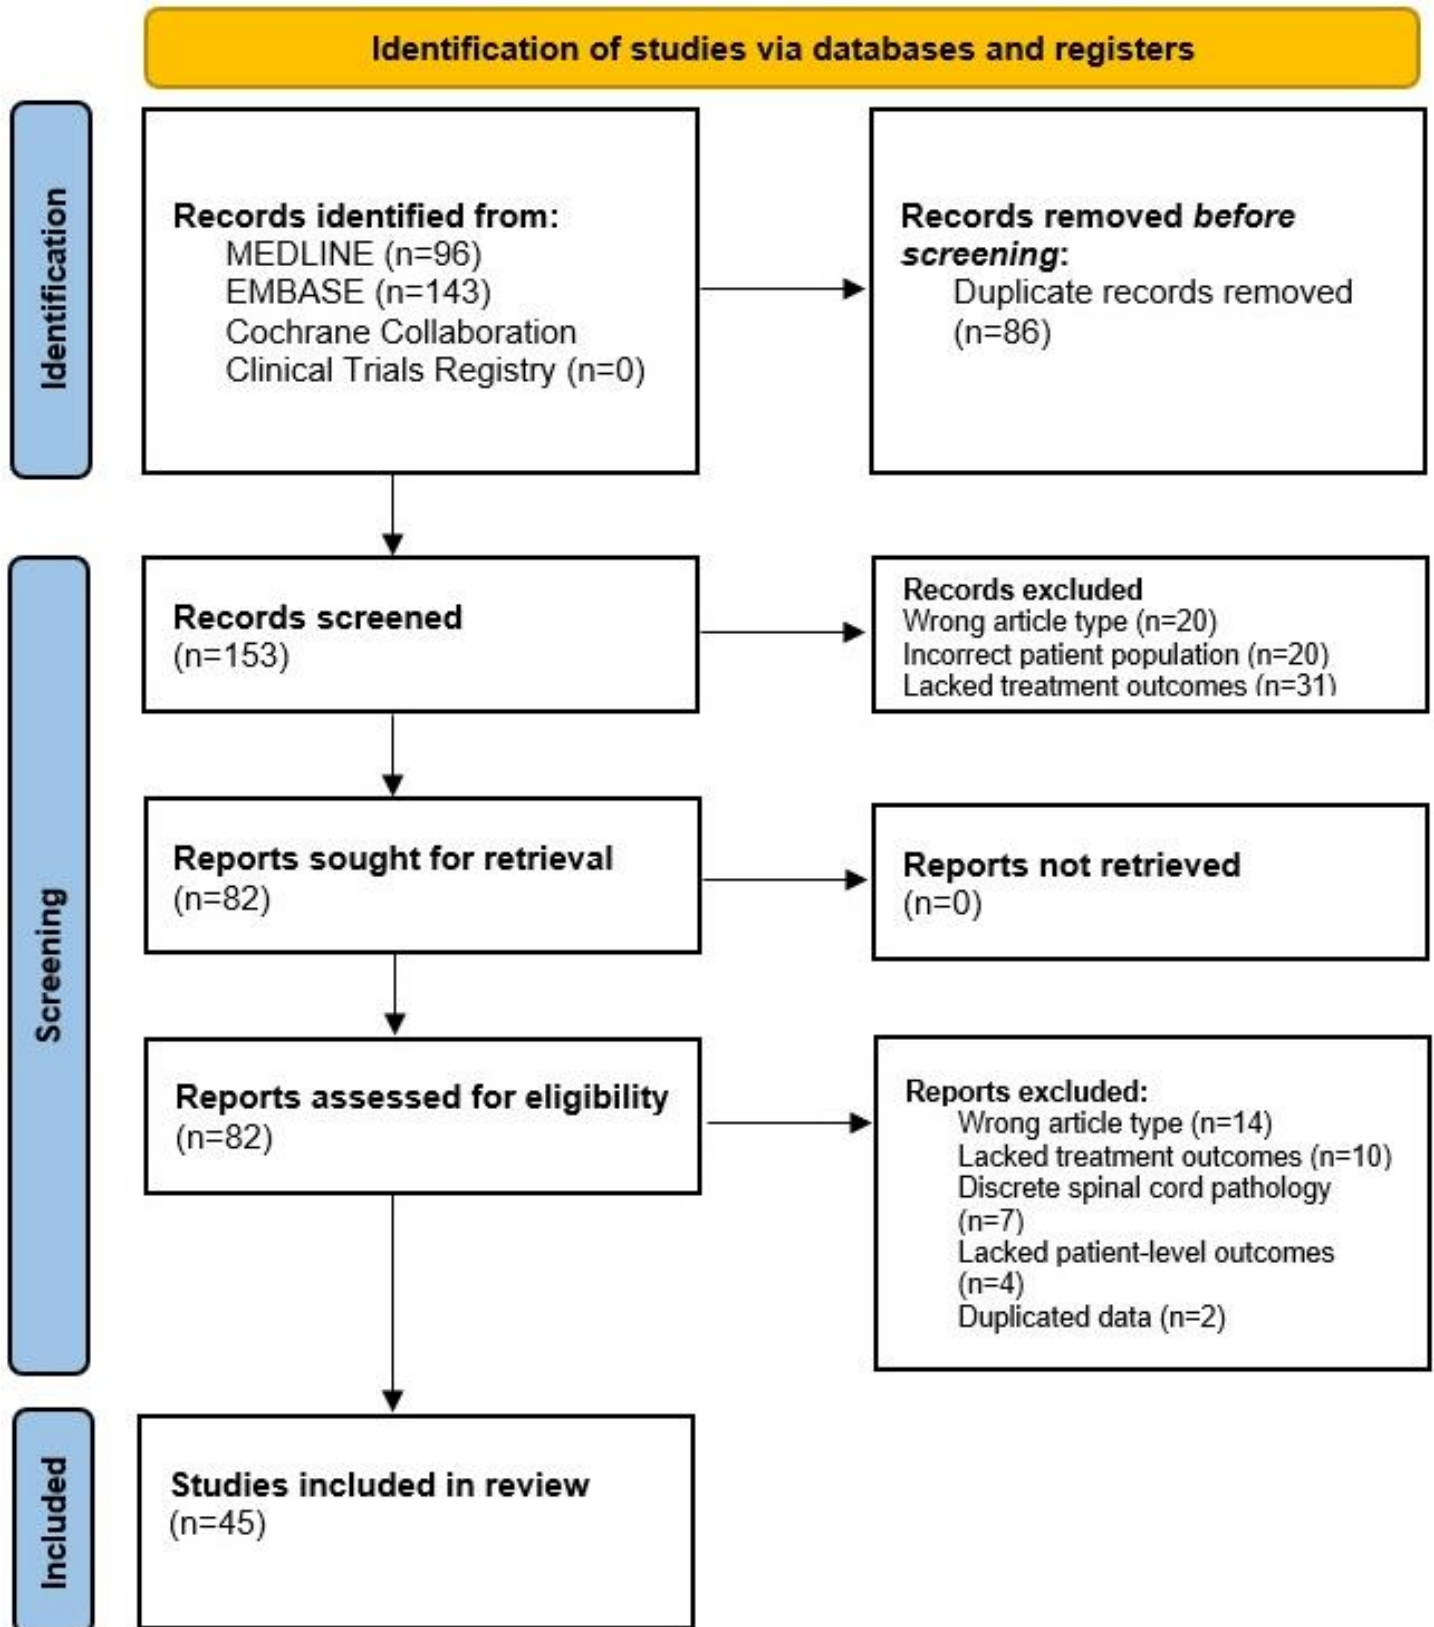 Identification of studies via databases and registers
Identification
Records identified from:
MEDLINE (n=96)
EMBASE (n=143)
Cochrane Collaboration
Clinical Trials Registry (n=0)
Records removed before
screening:
Duplicate records removed
(n=86)
Screening
Records screened
(n=153)
Records excluded
Wrong article type (n=20)
Incorrect patient population (n=20)
Lacked treatment outcomes (n=31)
Reports sought for retrieval
(n=82)
Reports not retrieved
(n=0)
Reports assessed for eligibility
(n=82)
Reports excluded:
Wrong article type (n=14)
Lacked treatment outcomes (n=10)
Discrete spinal cord pathology
(n=7)
Lacked patient-level outcomes
(n=4)
Duplicated data (n=2)
Included
Studies included in review
(n=45)